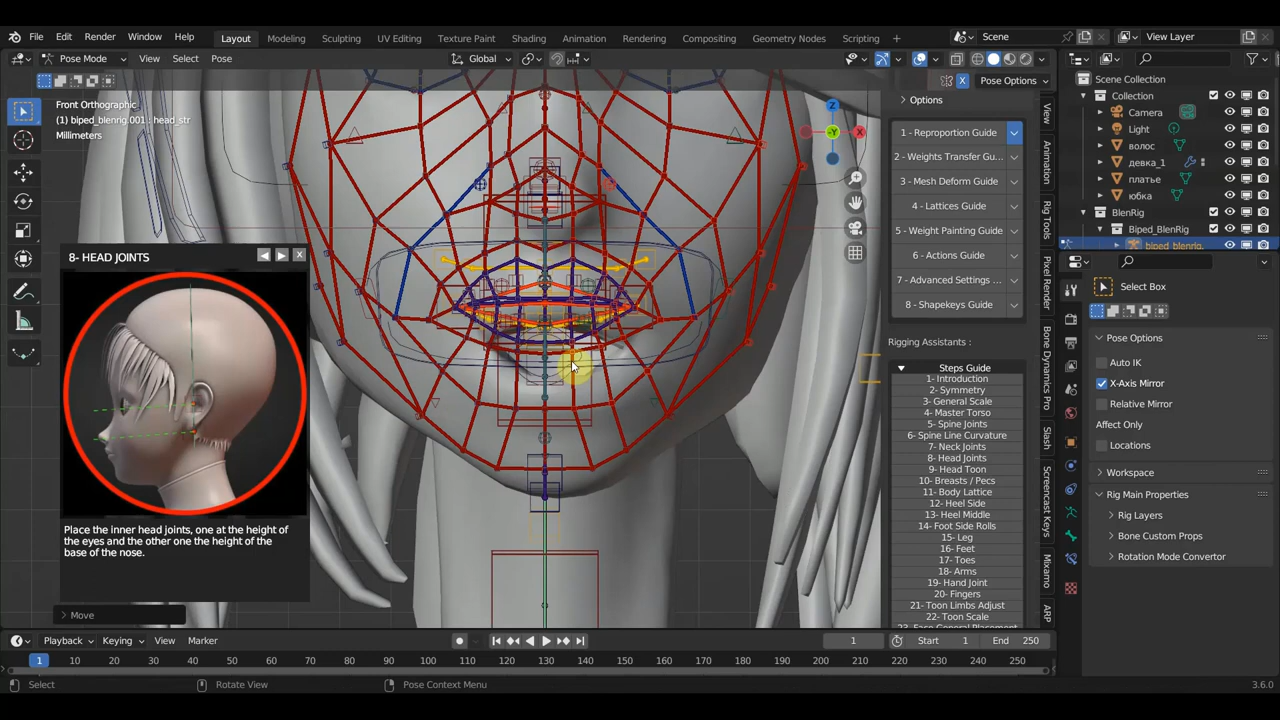 File Edit Render Window Help
Layout Modeling Sculpting UV Editing Texture Paint Shading Animation Rendering Compositing Geometry Nodes Scripting +
Scene
View Layer
Pose Mode View Select Pose
Global
X Pose Options
Front Orthographic
(1) biped_blenrig.001 : head_str
Millimeters
Z
X
-Y
Options
1 - Reproportion Guide
2 - Weights Transfer Gu...
3 - Mesh Deform Guide
4 - Lattices Guide
5 - Weight Painting Guide
6 - Actions Guide
7 - Advanced Settings ...
8 - Shapekeys Guide
Rigging Assistants :
Steps Guide
1- Introduction
2- Symmetry
3- General Scale
4- Master Torso
5- Spine Joints
6- Spine Line Curvature
7- Neck Joints
8- Head Joints
9- Head Toon
10- Breasts / Pecs
11- Body Lattice
12- Heel Side
13- Heel Middle
14- Foot Side Rolls
15- Leg
16- Feet
17- Toes
18- Arms
19- Hand Joint
20- Fingers
21- Toon Limbs Adjust
22- Toon Scale
23- Face General Placement
View
Animation
Rig Tools
Pixel Render
Bone Dynamics Pro
Slash
Screencast Keys
Mixamo
ARP
Scene Collection
Collection
Camera
Light
волос
девка_1
платье
юбка
BlenRig
Biped_BlenRig
biped_blenrig.
Select Box
Pose Options
Auto IK
X-Axis Mirror
Relative Mirror
Affect Only
Locations
Workspace
Rig Main Properties
Rig Layers
Bone Custom Props
Rotation Mode Convertor
8- HEAD JOINTS
Place the inner head joints, one at the height of
the eyes and the other one the height of the
base of the nose.
Move
Playback Keying View Marker
1 Start 1 End 250
1 10 20 30 40 50 60 70 80 90 100 110 120 130 140 150 160 170 180 190 200 210 220 230 240 250
Select Rotate View Pose Context Menu 3.6.0